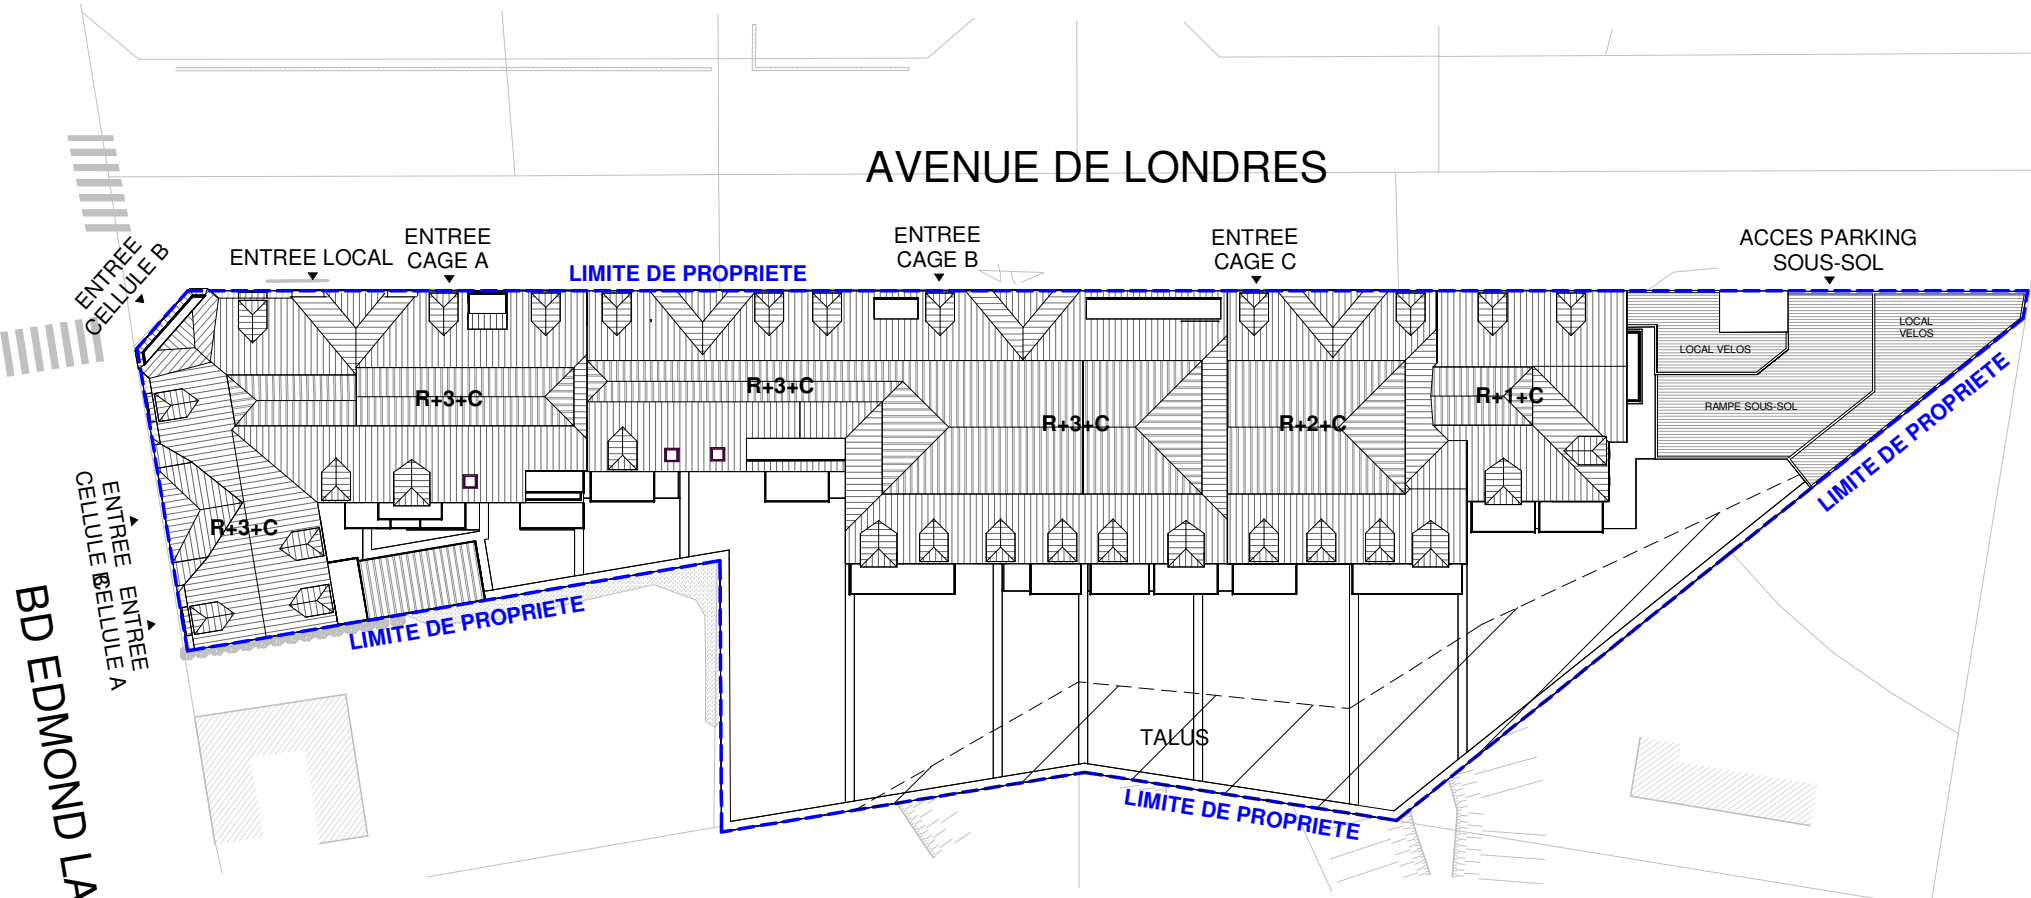 AVENUE DE LONDRES
ENTREE
CELLULE B
ENTREE LOCAL
ENTREE
CAGE A
LIMITE DE PROPRIETE
ENTREE
CAGE B
ENTREE
CAGE C
ACCES PARKING
SOUS-SOL
LOCAL
VELOS
LOCAL VELOS
RAMPE SOUS-SOL
LIMITE DE PROPRIETE
R+3+C
R+3+C
R+3+C
R+2+C
R+1+C
R+3+C
ENTREE
CELLULE B
ENTREE
CELLULE A
LIMITE DE PROPRIETE
BD EDMOND LA
TALUS
LIMITE DE PROPRIETE